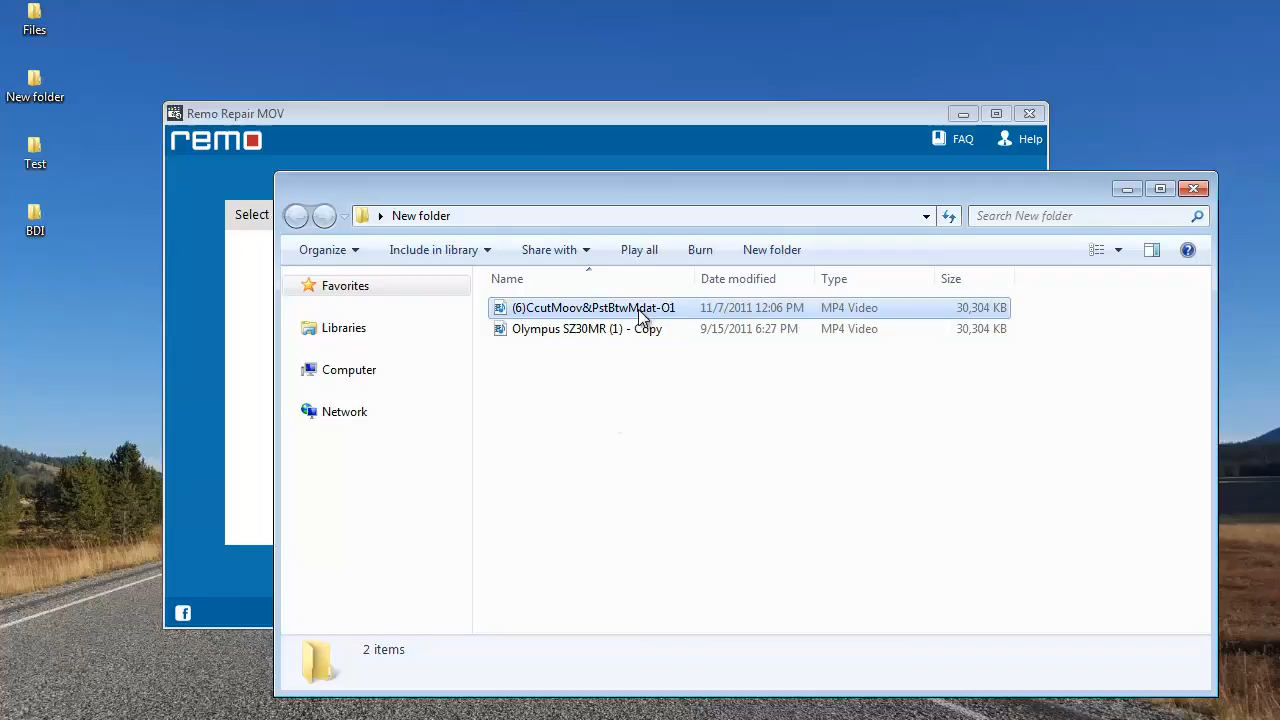 Files
New folder
Test
BDI
Remo Repair MOV
remo
FAQ
Help
Select
New folder
Search New folder
Organize
Include in library
Share with
Play all
Burn
New folder
Name
Date modified
Type
Size
Favorites
(6)CcutMoov&PstBtwMdat-O1
11/7/2011 12:06 PM
MP4 Video
30,304 KB
Olympus SZ30MR (1) - Copy
9/15/2011 6:27 PM
MP4 Video
30,304 KB
Libraries
Computer
Network
2 items